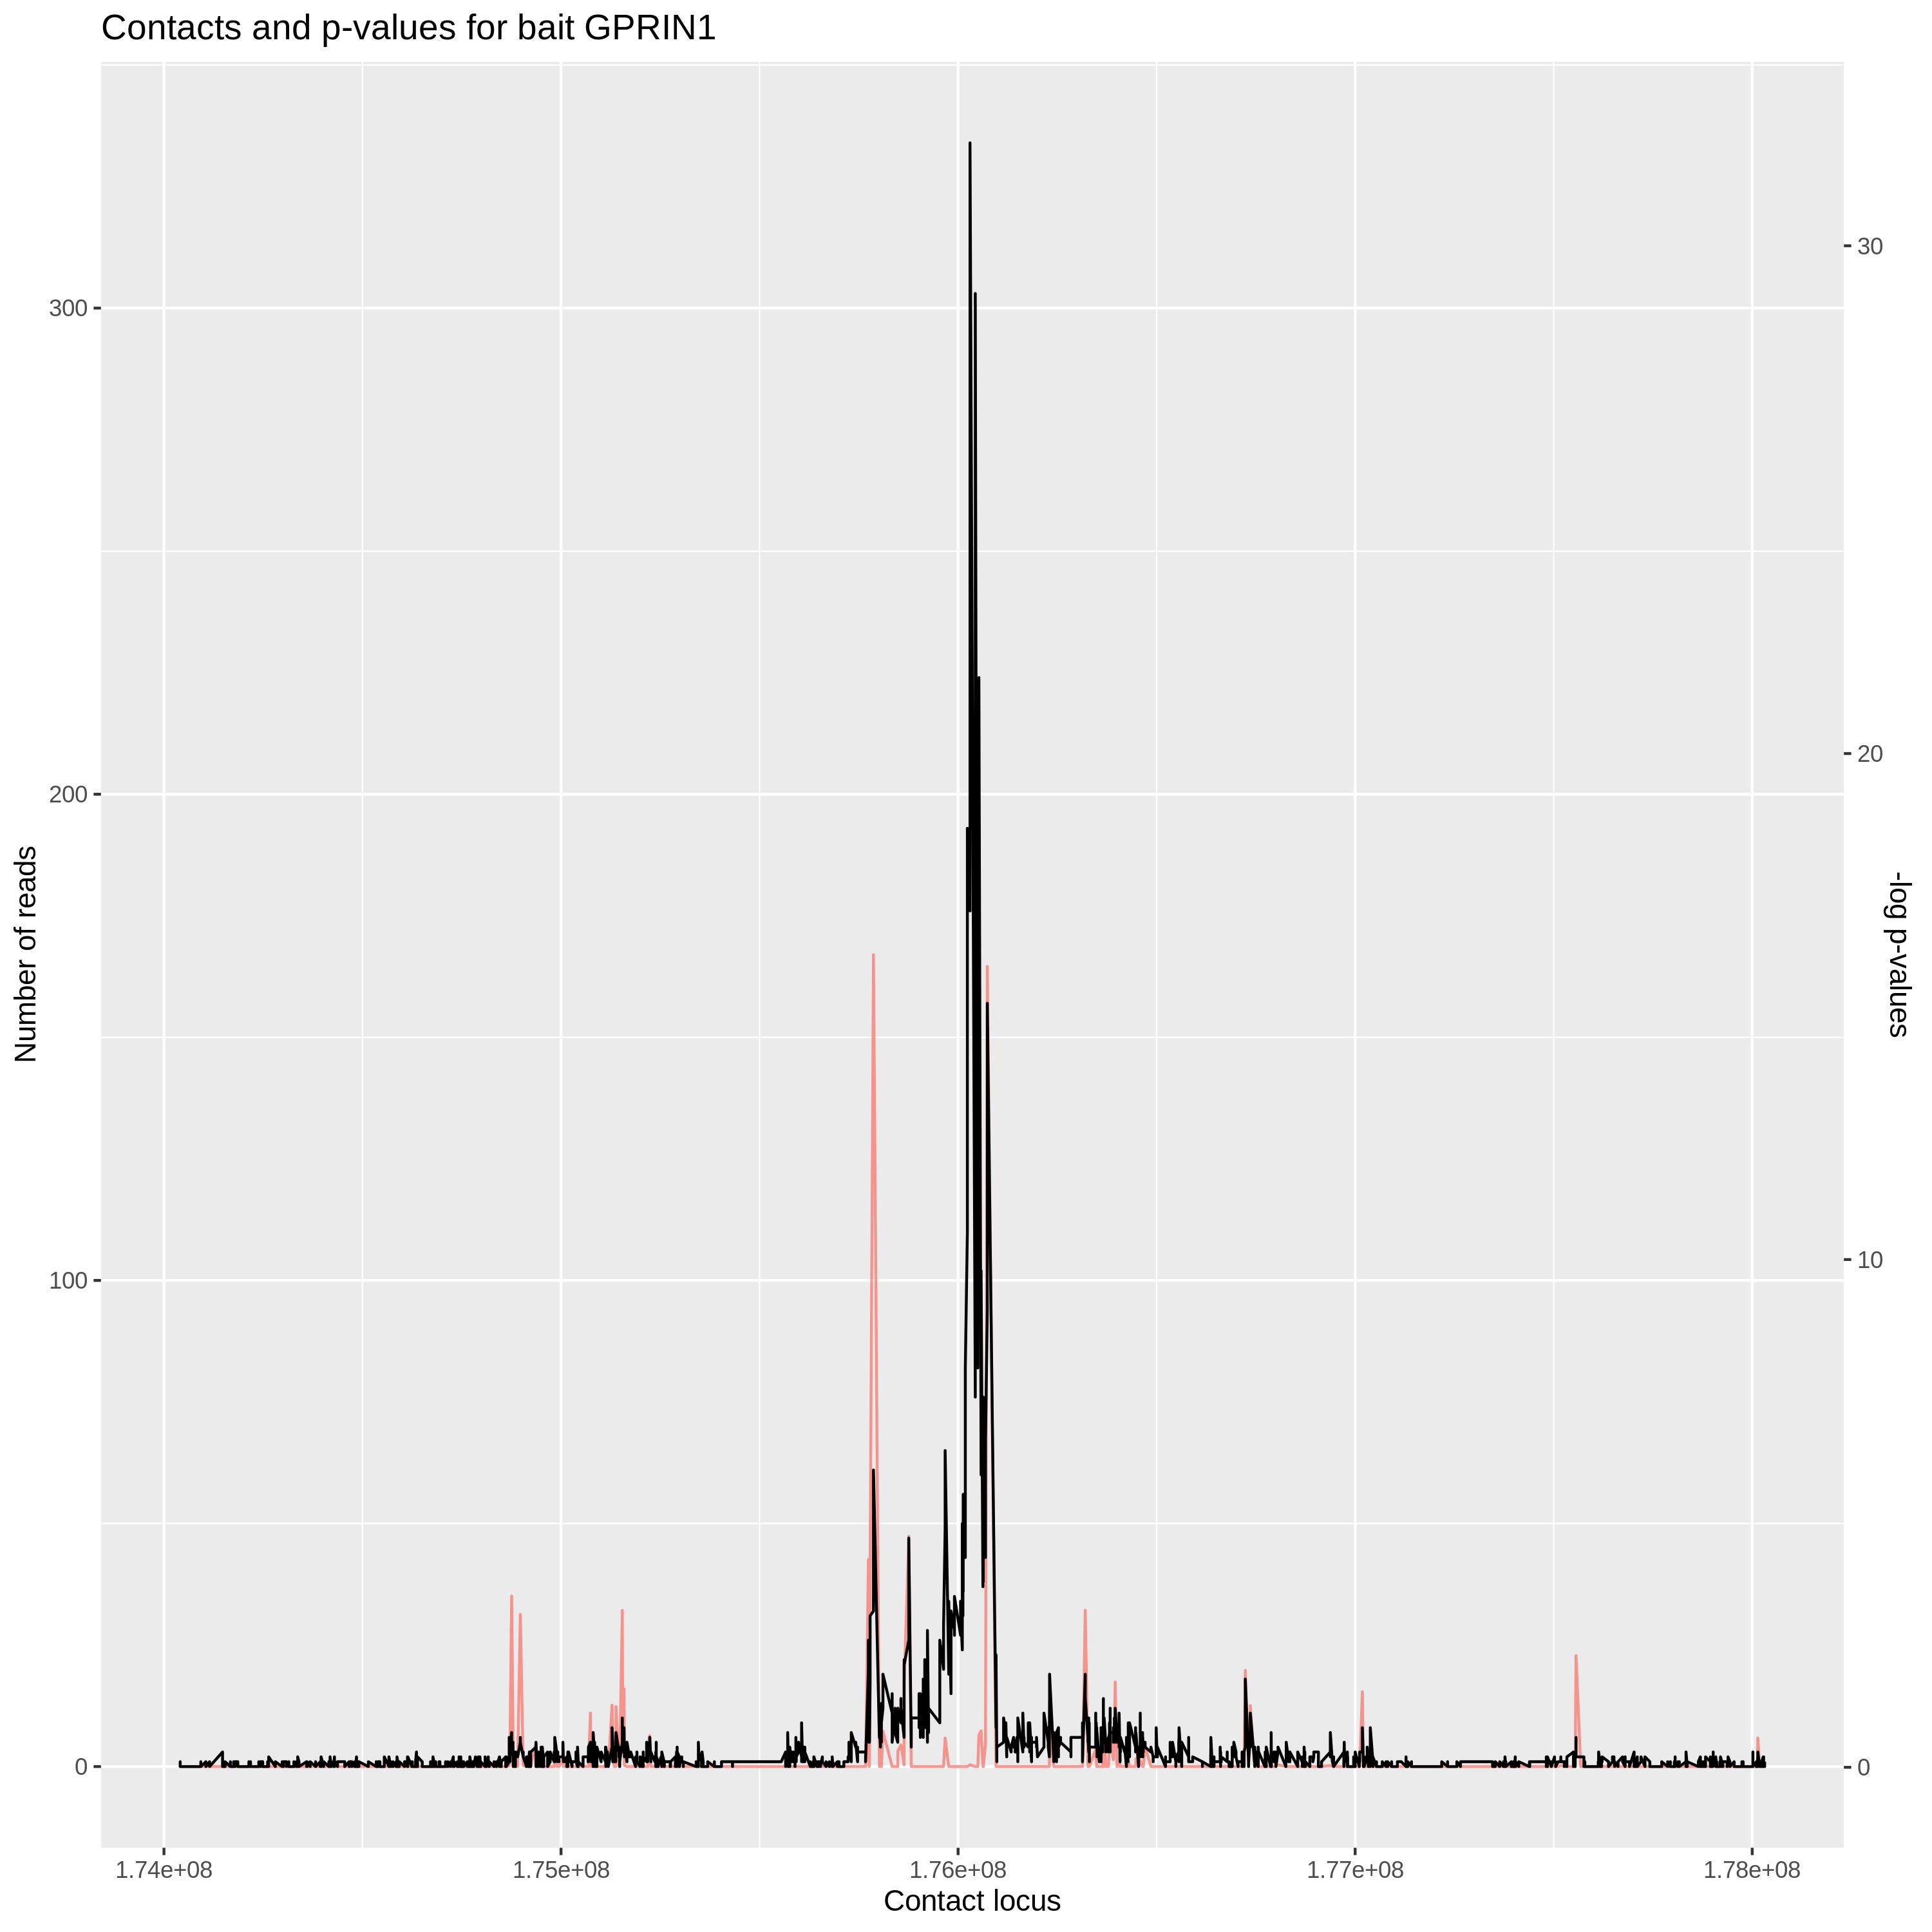 Contacts and p-values for bait GPRIN1
Number of reads
300
200
100
0
30
20
10
0
-log p-values
1.74e+08 1.75e+08 1.76e+08 1.77e+08 1.78e+08
Contact locus